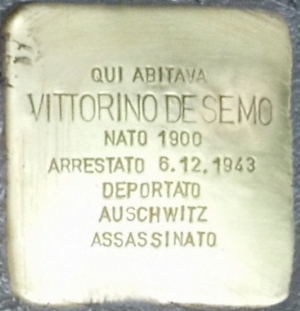 QUI ABITAVA
VITTORINO DE SEMO
NATO 1900
ARRESTATO 6.12.1943
DEPORTATO
AUSCHWITZ
ASSASSINATO